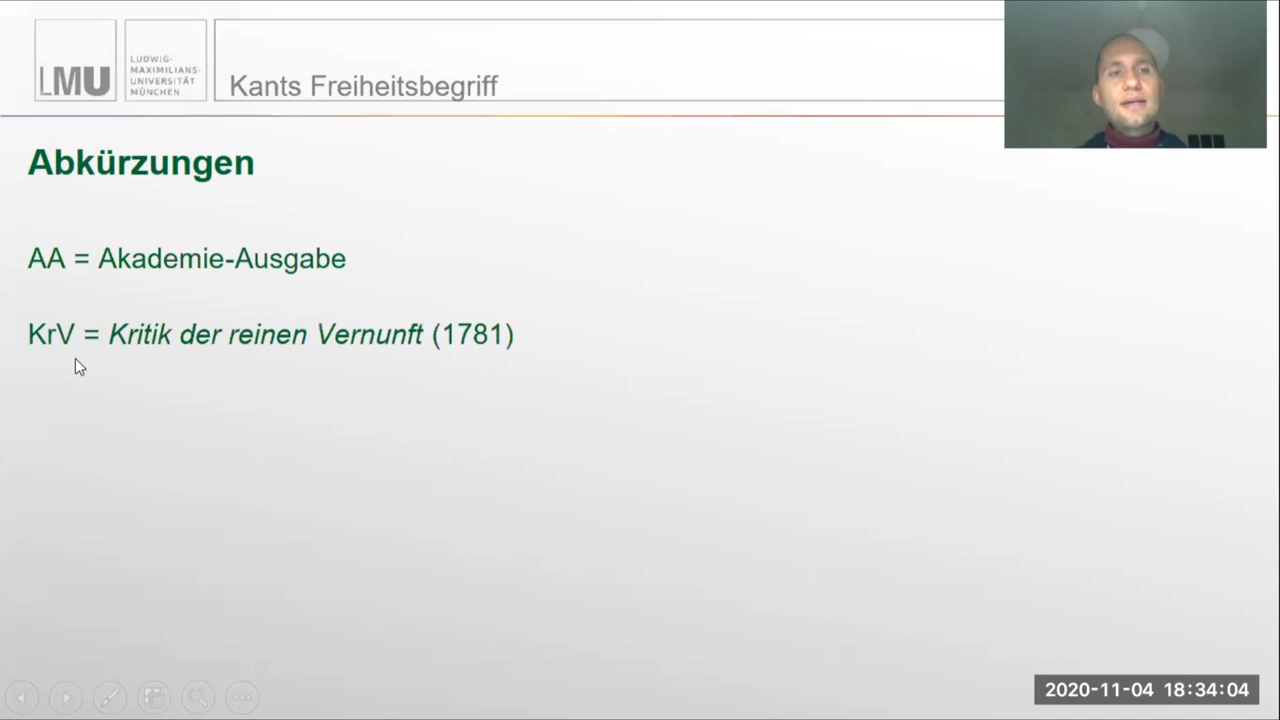 LMU
LUDWIG-
MAXIMILIANS-
UNIVERSITÄT
MÜNCHEN
Kants Freiheitsbegriff
Abkürzungen
AA = Akademie-Ausgabe
KrV = Kritik der reinen Vernunft (1781)
2020-11-04 18:34:04